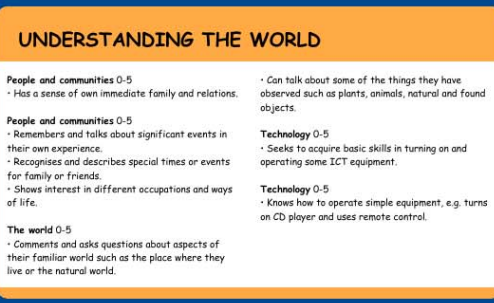 UNDERSTANDING THE WORLD
People and communities 0-5
• Has a sense of own immediate family and relations.
People and communities 0-5
• Remembers and talks about significant events in
their own experience.
• Recognises and describes special times or events
for family or friends.
• Shows interest in different occupations and ways
of life.
The world 0-5
• Comments and asks questions about aspects of
their familiar world such as the place where they
live or the natural world.
• Can talk about some of the things they have
observed such as plants, animals, natural and found
objects.
Technology 0-5
• Seeks to acquire basic skills in turning on and
operating some ICT equipment.
Technology 0-5
• Knows how to operate simple equipment, e.g. turns
on CD player and uses remote control.